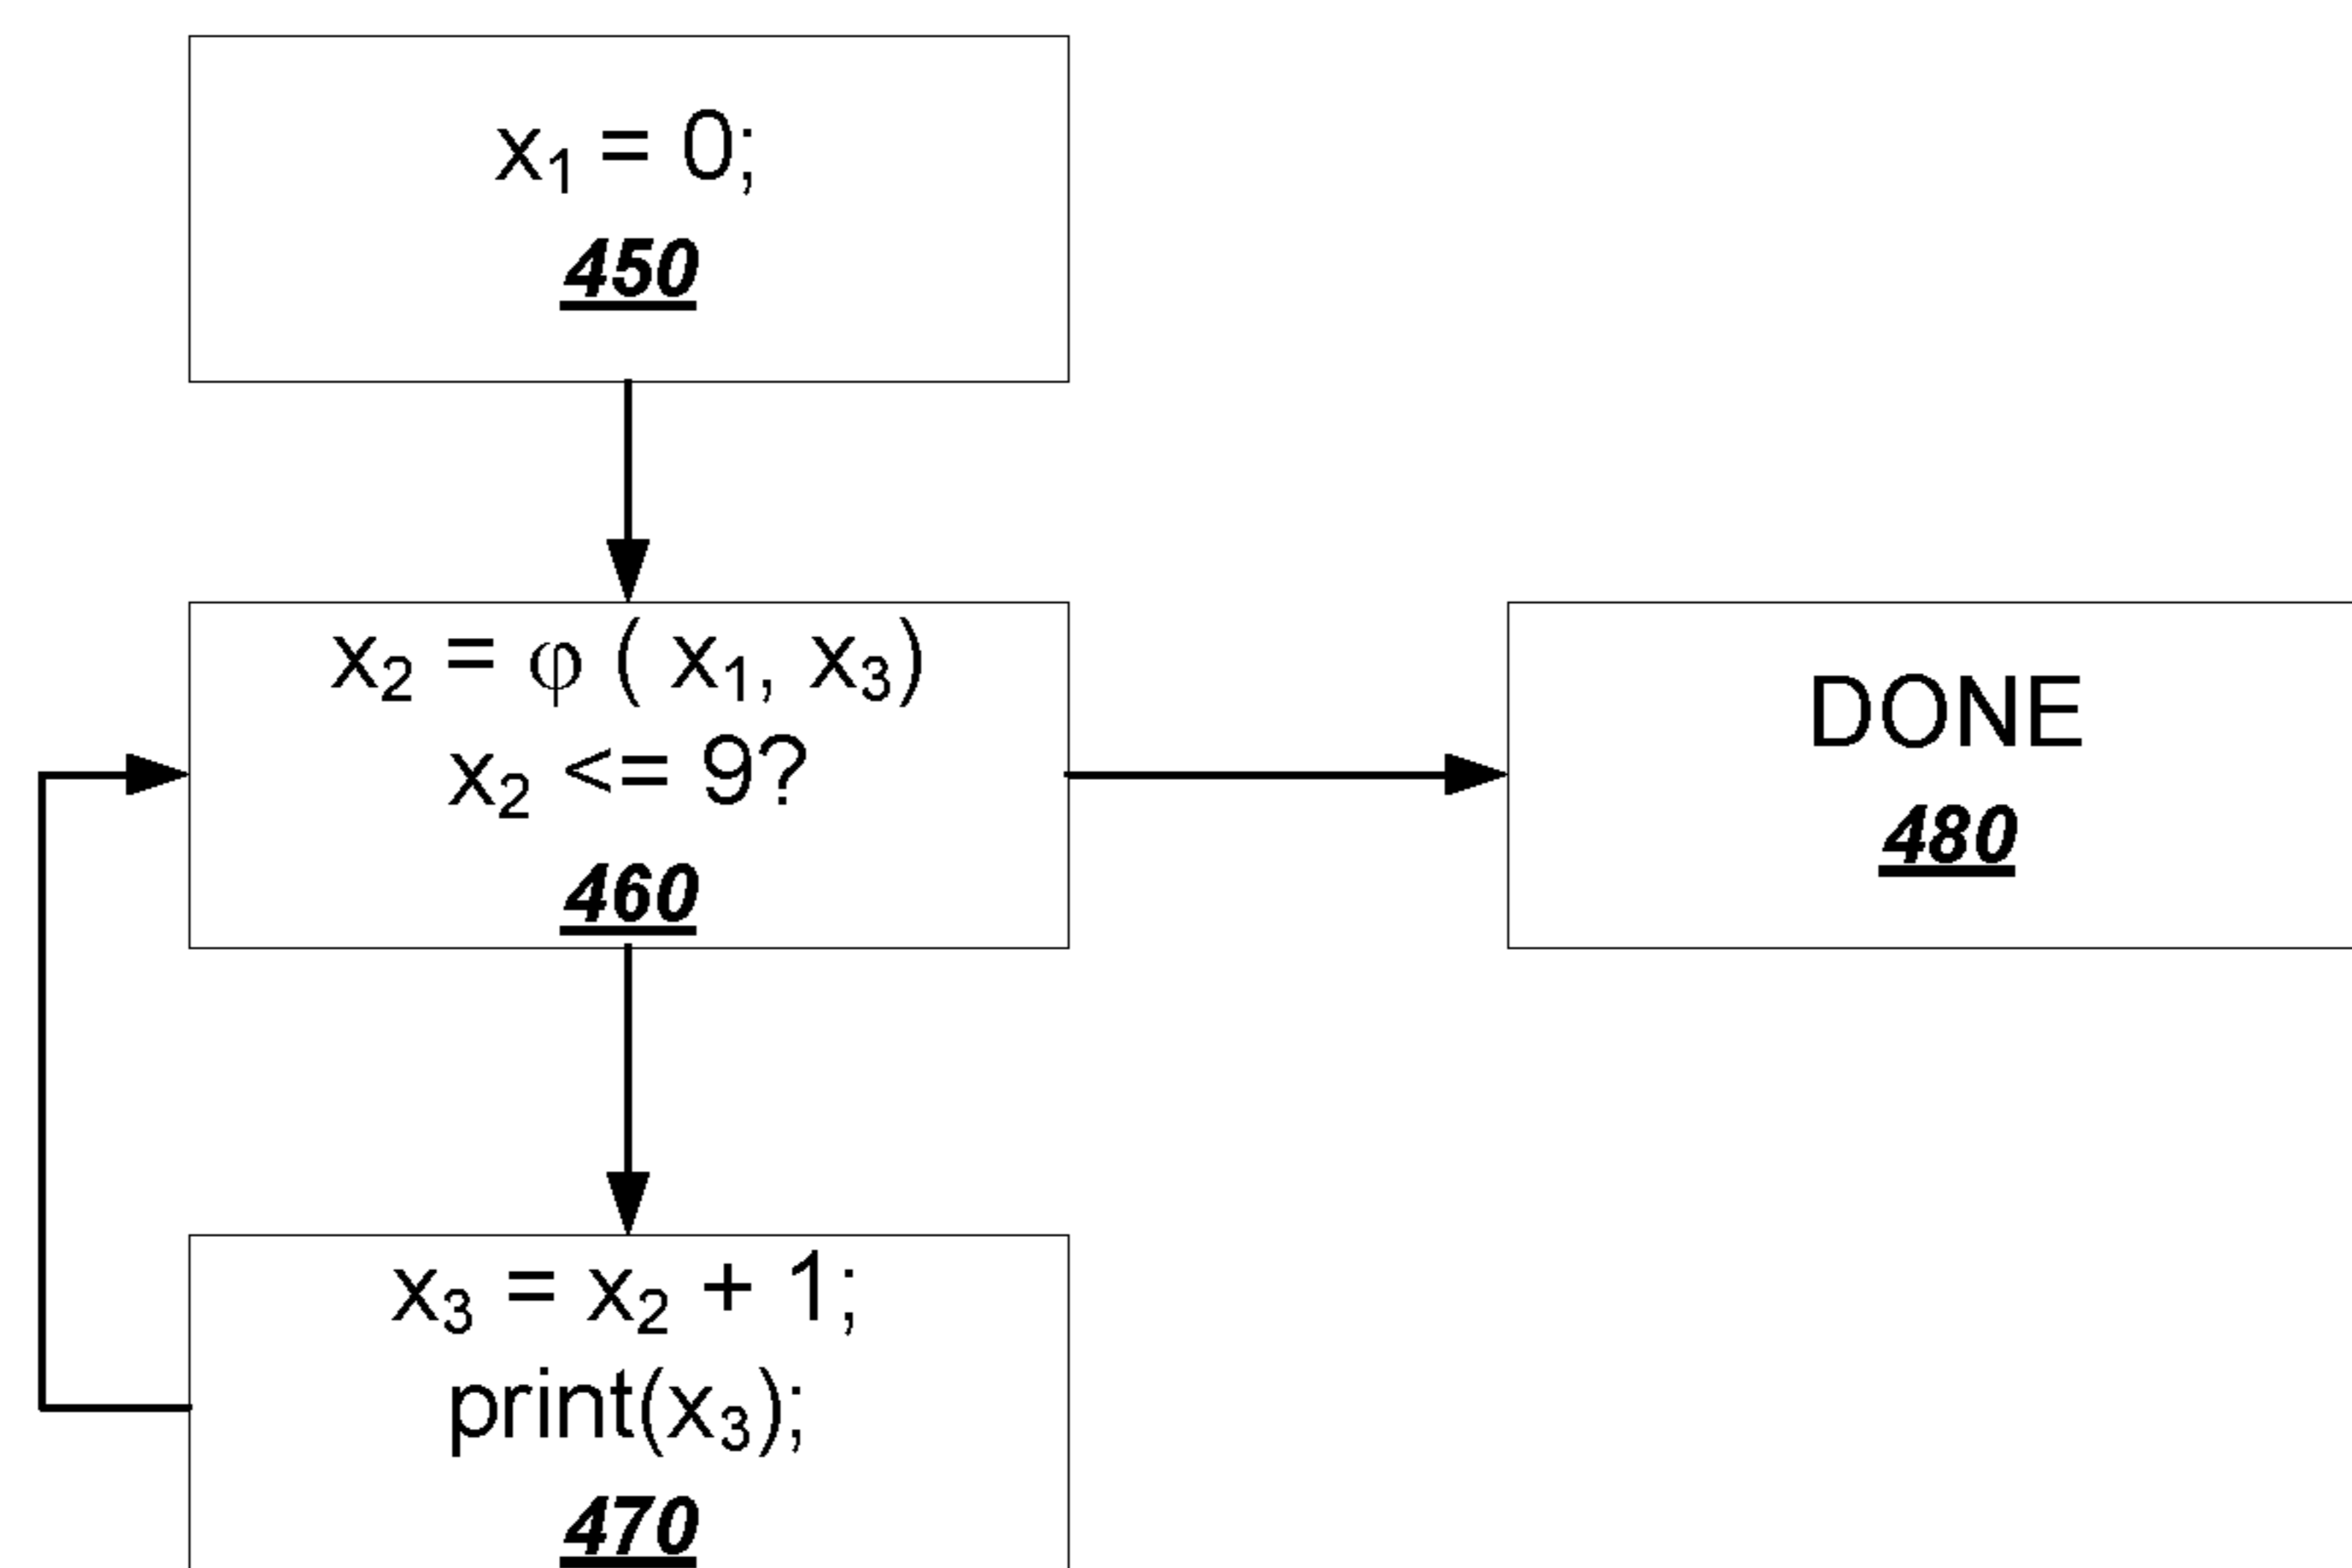 x₁ = 0;
450
x₂ = φ ( x₁, x₃)
x₂ <= 9?
460
DONE
480
x₃ = x₂ + 1;
print(x₃);
470